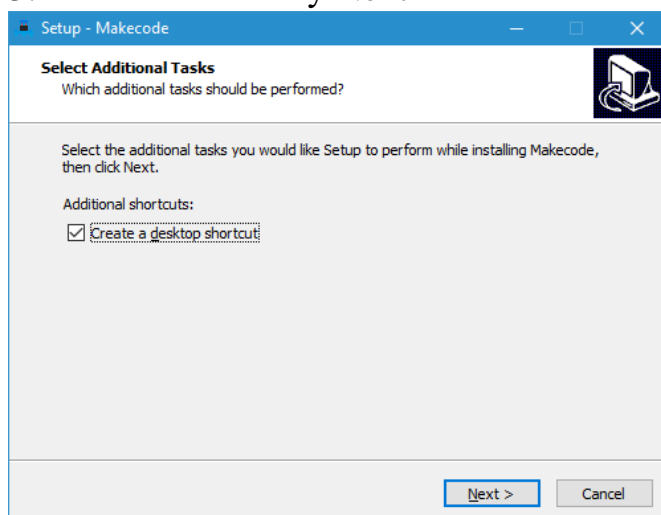 Setup - Makecode
Select Additional Tasks
Which additional tasks should be performed?
Select the additional tasks you would like Setup to perform while installing Makecode,
then click Next.
Additional shortcuts:
Create a desktop shortcut
Next >
Cancel